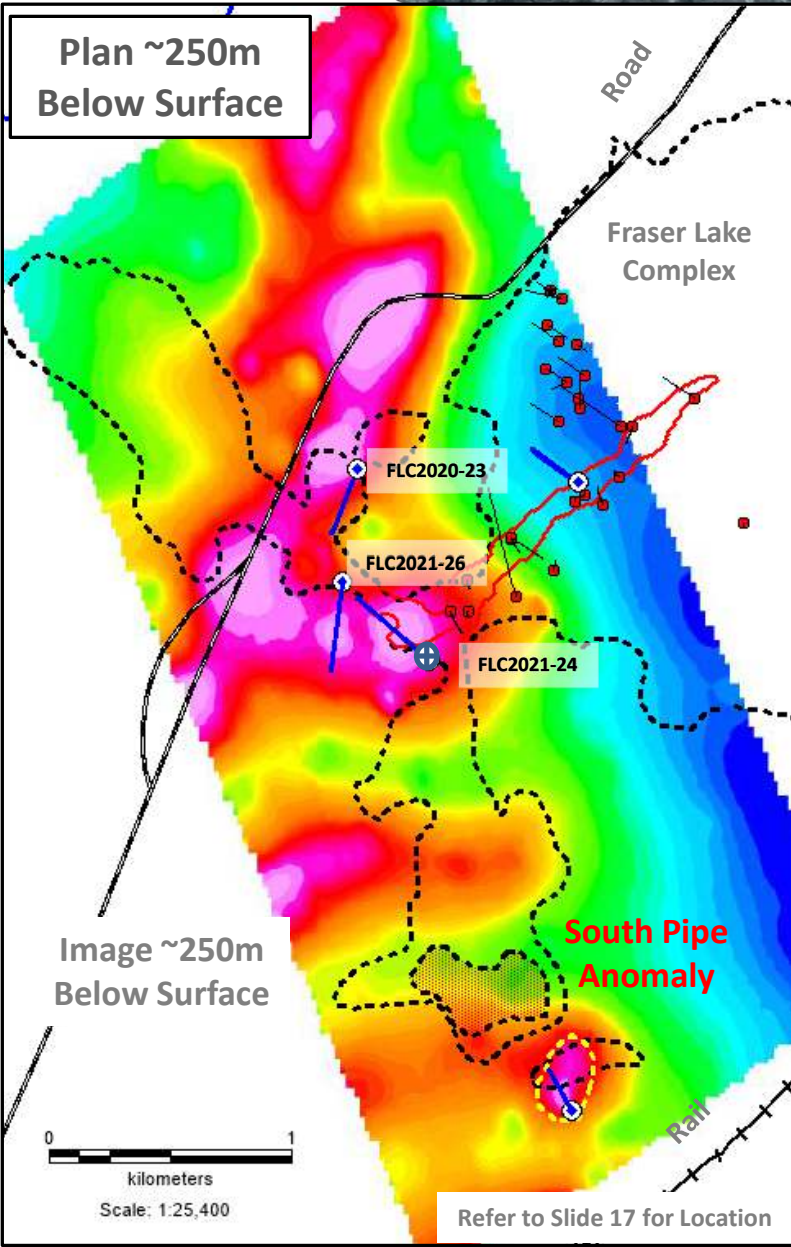 Plan ~250m
Below Surface
Road
Fraser Lake
Complex
FLC2020-23
FLC2021-26
FLC2021-24
South Pipe
Anomaly
Image ~250m
Below Surface
Rail
0 1
kilometers
Scale: 1:25,400
Refer to Slide 17 for Location